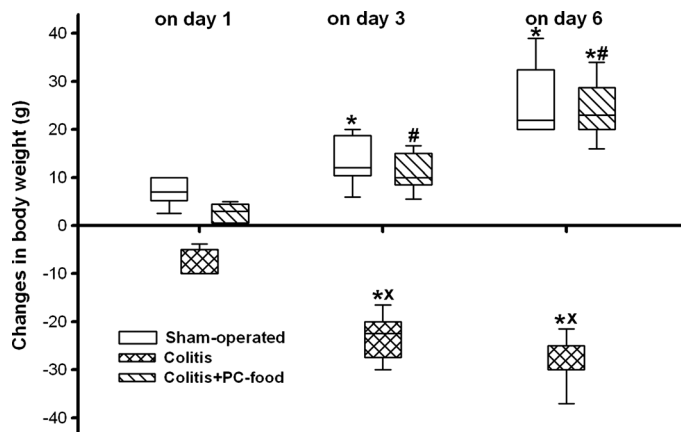 on day 1 on day 3 on day 6
40
30
20
10
0
-10
-20
-30
-40
Changes in body weight (g)
*
#
*
*#
*x
*x
Sham-operated
Colitis
Colitis+PC-food